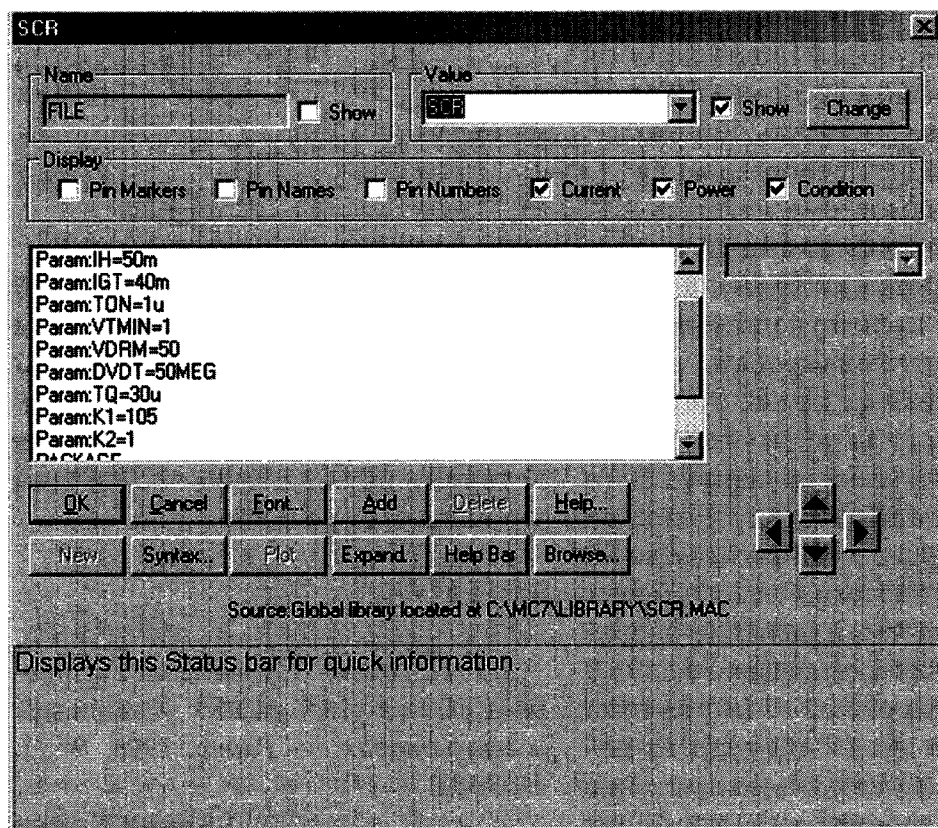 SCR
Name
Value
FILE Show SCR Show Change
Display
Pin Markers Pin Names Pin Numbers Current Power Condition
Param:IH=50m
Param:IGT=40m
Param:TON=1u
Param:VTMIN=1
Param:VDRM=50
Param:DVDT=50MEG
Param:TQ=30u
Param:K1=105
Param:K2=1
PACKAGE
OK Cancel Font... Add Delete Help...
New Syntax... Plot Expand... Help Bar Browse...
Source:Global library located at C:\MC7\LIBRARY\SCR.MAC
Displays this Status bar for quick information.